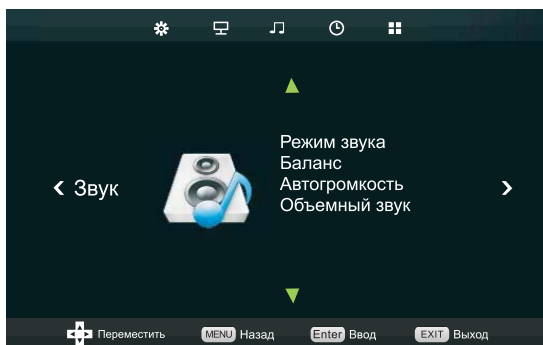 Звук
Режим звука
Баланс
Автогромкость
Объемный звук
Переместить MENU Назад Enter Ввод EXIT Выход